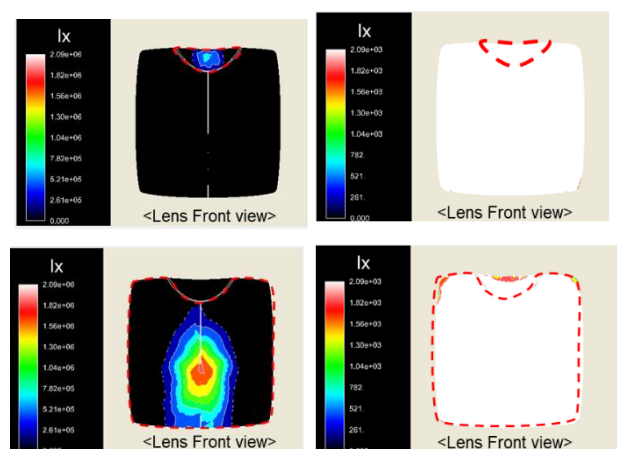 lx
2.09e+06
1.82e+06
1.56e+06
1.30e+06
1.04e+06
7.82e+05
5.21e+05
2.61e+05
0.000
<Lens Front view>
lx
2.09e+03
1.82e+03
1.56e+03
1.30e+03
1.04e+03
782.
521.
261.
0.000
<Lens Front view>
lx
2.09e+06
1.82e+06
1.56e+06
1.30e+06
1.04e+06
7.82e+05
5.21e+05
2.61e+05
<Lens Front view>
lx
2.09e+03
1.82e+03
1.56e+03
1.30e+03
1.04e+03
782.
521.
261.
<Lens Front view>